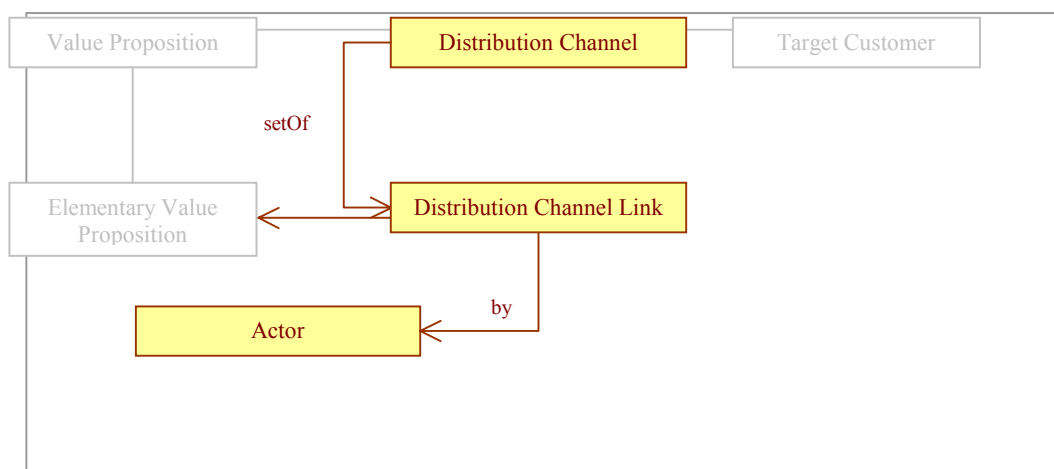 Value Proposition
Distribution Channel
Target Customer
setOf
Elementary Value
Proposition
Distribution Channel Link
by
Actor